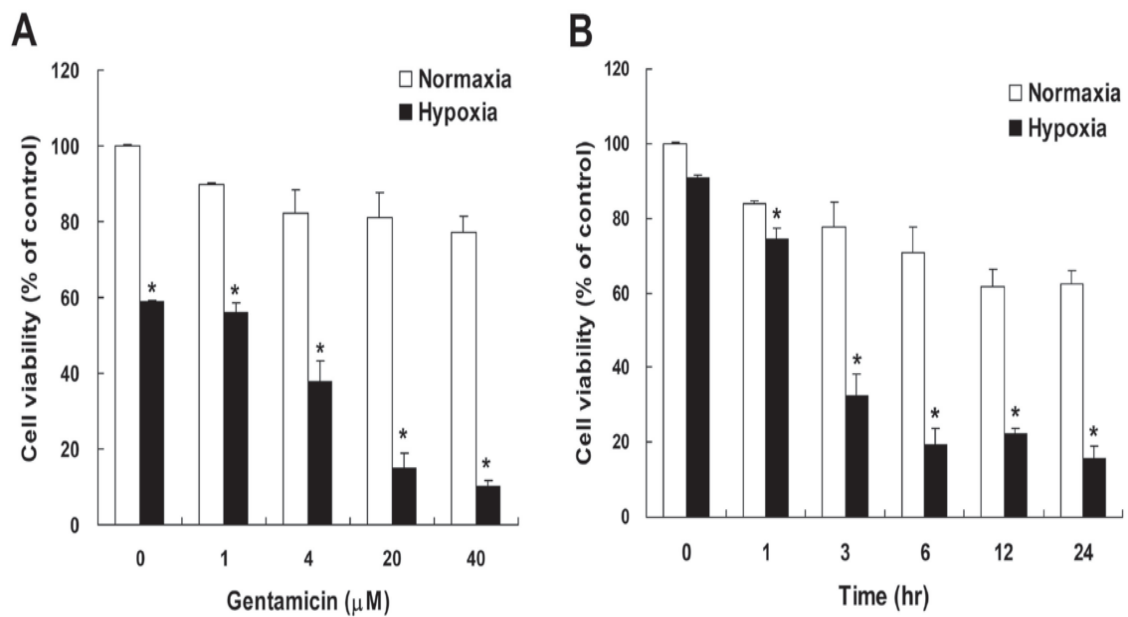 A
Cell viability (% of control)
120
100
80
60
40
20
0
Normaxia
Hypoxia
*
*
*
*
*
0 1 4 20 40
Gentamicin (μM)
B
Cell viability (% of control)
120
100
80
60
40
20
0
Normaxia
Hypoxia
*
*
*
*
*
0 1 3 6 12 24
Time (hr)